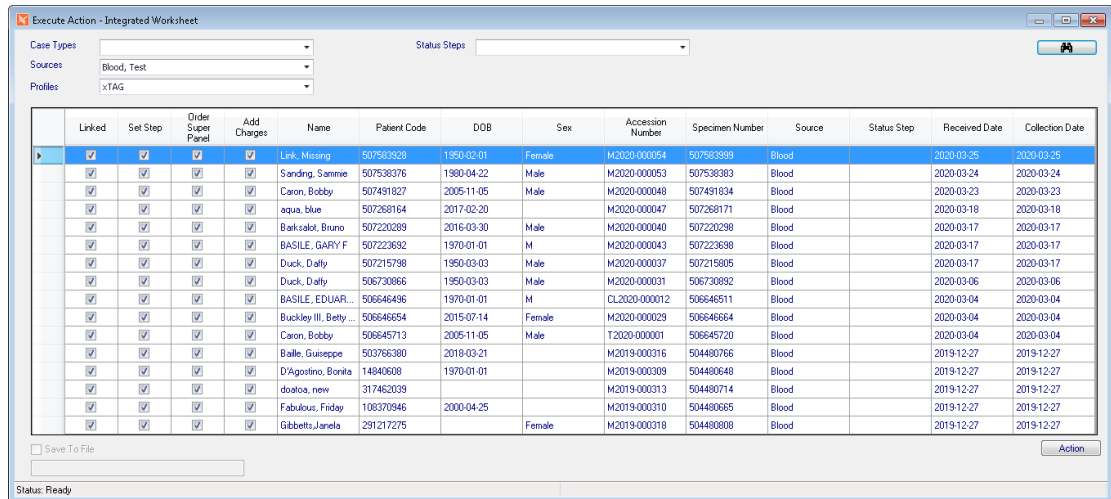 Execute Action - Integrated Worksheet
Case Types Status Steps
Sources Blood, Test
Profiles xTAG
Linked Set Step Order Super Panel Add Charges Name Patient Code DOB Sex Accession Number Specimen Number Source Status Step Received Date Collection Date
Link, Missing 507583928 1950-02-01 Female M2020-000054 507583999 Blood 2020-03-25 2020-03-25
Sanding, Sammie 507538376 1980-04-22 Male M2020-000053 507538383 Blood 2020-03-24 2020-03-24
Caron, Bobby 507491827 2005-11-05 Male M2020-000048 507491834 Blood 2020-03-23 2020-03-23
aqua, blue 507268164 2017-02-20 M2020-000047 507268171 Blood 2020-03-18 2020-03-18
Barksalot, Bruno 507220289 2016-03-30 Male M2020-000040 507220298 Blood 2020-03-17 2020-03-17
BASILE, GARY F 507223692 1970-01-01 M M2020-000043 507223698 Blood 2020-03-17 2020-03-17
Duck, Daffy 507215798 1950-03-03 Male M2020-000037 507215805 Blood 2020-03-17 2020-03-17
Duck, Daffy 506730866 1950-03-03 Male M2020-000031 506730892 Blood 2020-03-06 2020-03-06
BASILE, EDUAR... 506646496 1970-01-01 M CL2020-000012 506646511 Blood 2020-03-04 2020-03-04
Buckley III, Betty ... 506646654 2015-07-14 Female M2020-000029 506646664 Blood 2020-03-04 2020-03-04
Caron, Bobby 506645713 2005-11-05 Male T2020-000001 506645720 Blood 2020-03-04 2020-03-04
Baille, Guiseppe 503766380 2018-03-21 M2019-000316 504480766 Blood 2019-12-27 2019-12-27
D'Agostino, Bonita 14840608 1970-01-01 M2019-000309 504480648 Blood 2019-12-27 2019-12-27
doatoa, new 317462039 M2019-000313 504480714 Blood 2019-12-27 2019-12-27
Fabulous, Friday 108370946 2000-04-25 M2019-000310 504480665 Blood 2019-12-27 2019-12-27
Gibbetts,Janela 291217275 Female M2019-000318 504480808 Blood 2019-12-27 2019-12-27
Save To File Action
Status: Ready